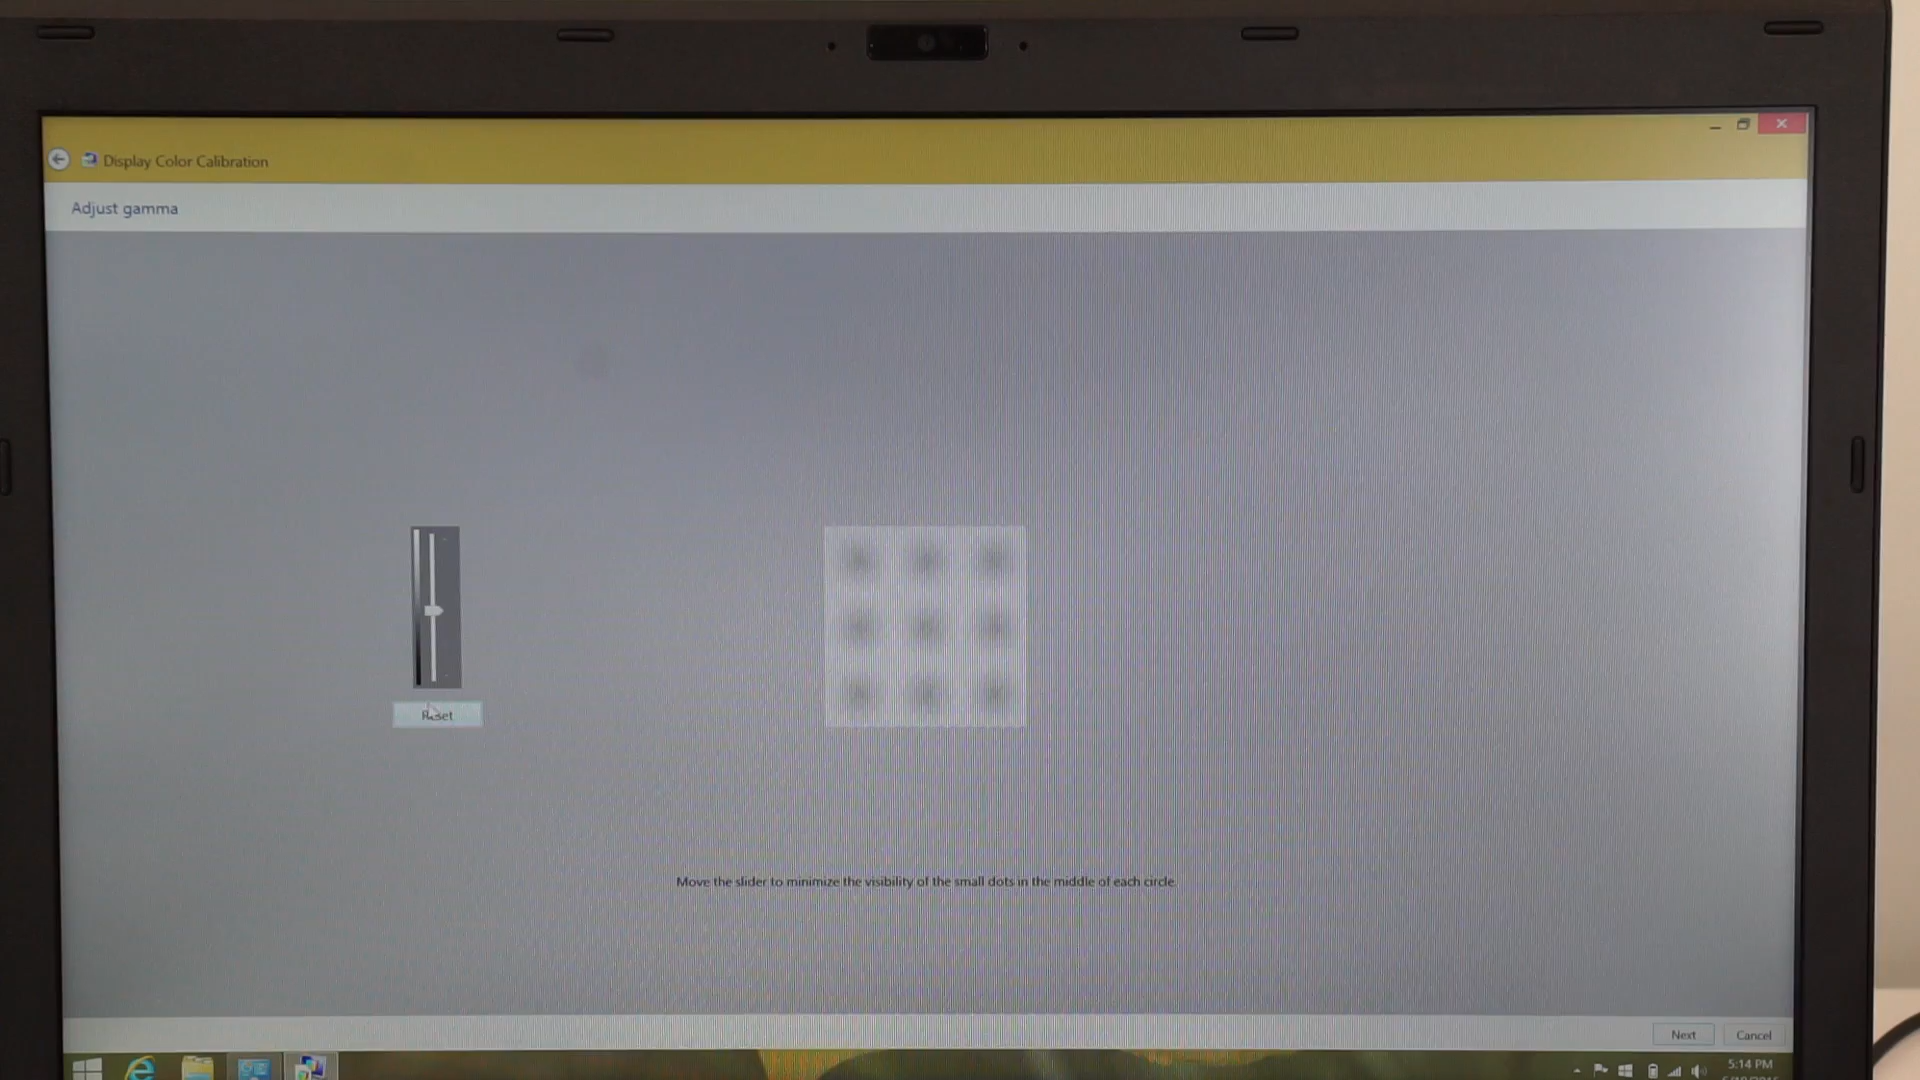 Display Color Calibration
Adjust gamma
Reset
Move the slider to minimize the visibility of the small dots in the middle of each circle.
Next
Cancel
5:14 PM